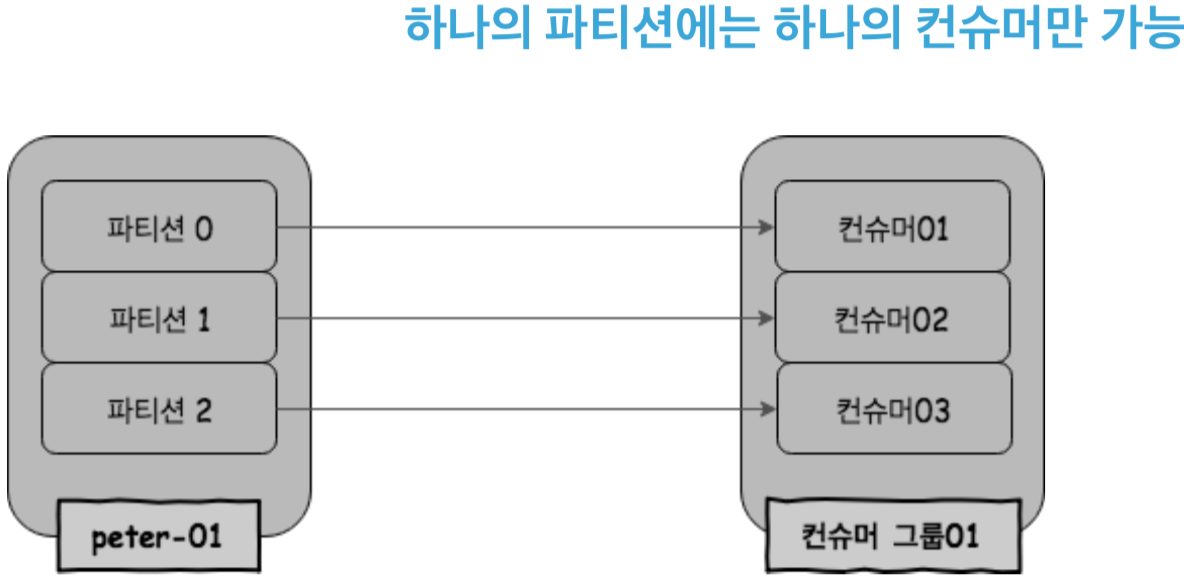 하나의 파티션에는 하나의 컨슈머만 가능
파티션 0
파티션 1
파티션 2
peter-01
컨슈머01
컨슈머02
컨슈머03
컨슈머 그룹01